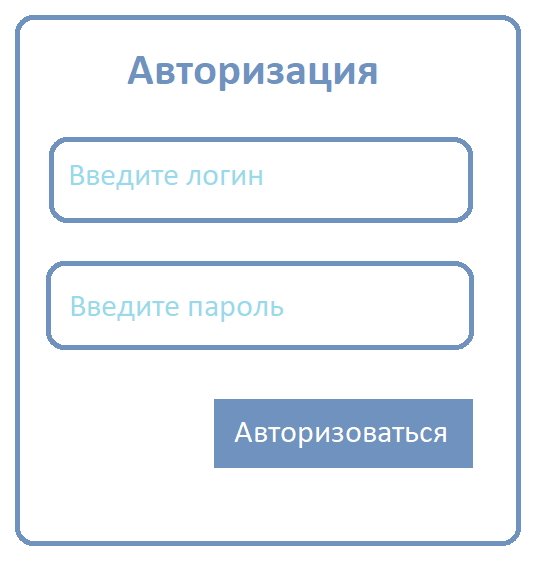 Авторизация
Введите логин
Введите пароль
Авторизоваться